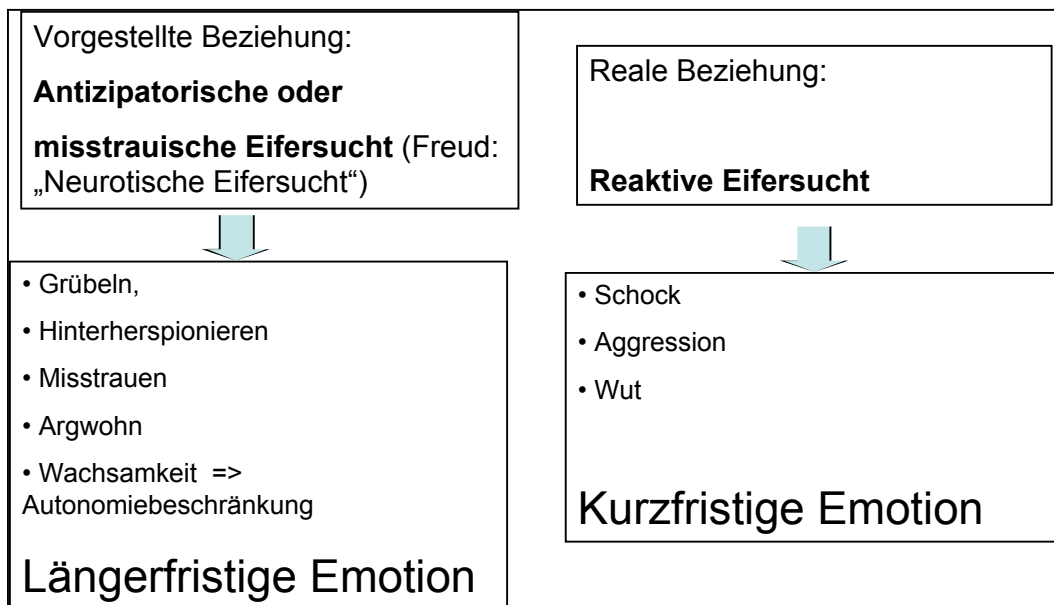 Vorgestellte Beziehung:
Antizipatorische oder
misstrauische Eifersucht (Freud:
„Neurotische Eifersucht“)
• Grübeln,
• Hinterherspionieren
• Misstrauen
• Argwohn
• Wachsamkeit =>
Autonomiebeschränkung
Längerfristige Emotion
Reale Beziehung:
Reaktive Eifersucht
• Schock
• Aggression
• Wut
Kurzfristige Emotion